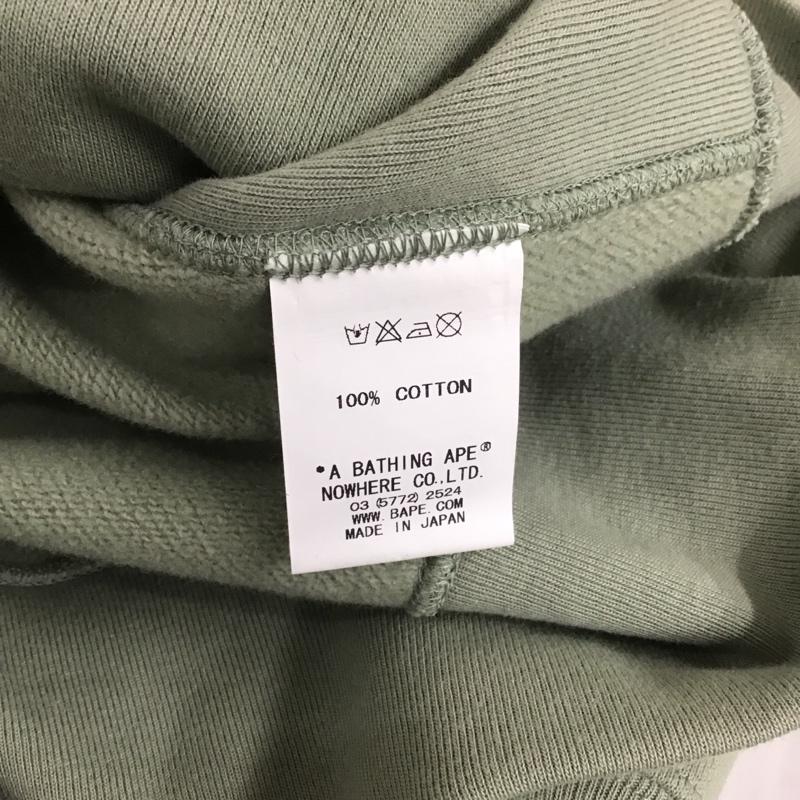 100% COTTON
*A BATHING APE®
NOWHERE CO.,LTD.
03 (5772) 2524
WWW. BAPE. COM
MADE IN JAPAN